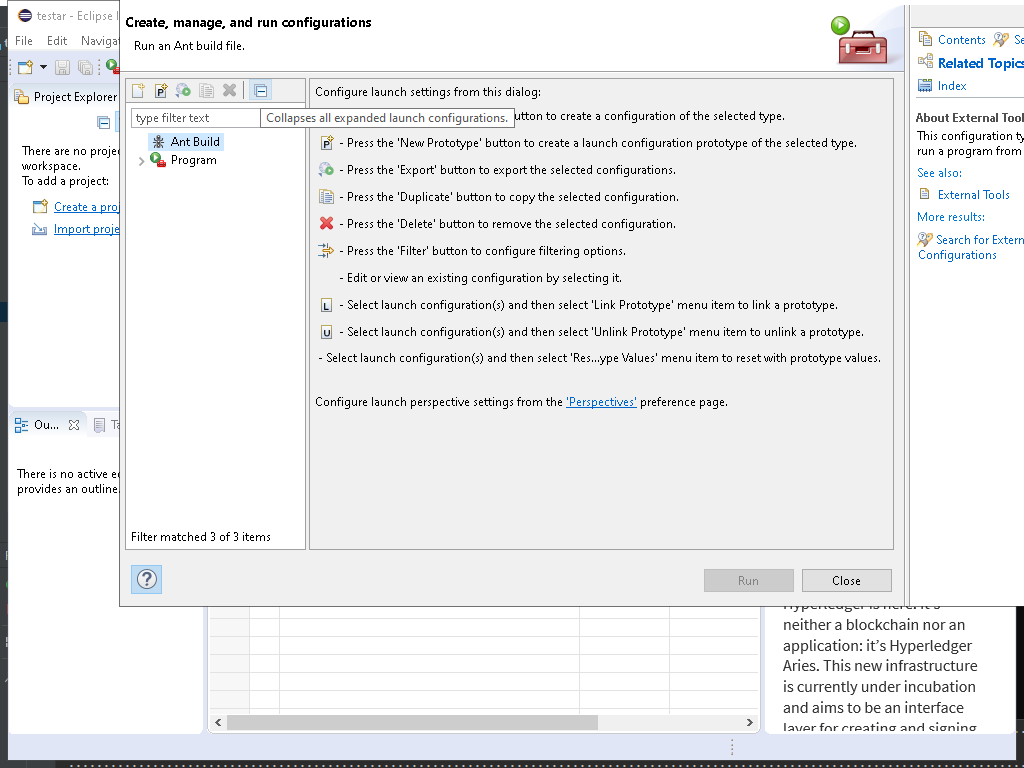 testar - Eclipse I
File Edit Navigat
Project Explorer
There are no proje
workspace.
To add a project:
Create a proj
Import proje
Ou...
Ta
There is no active ed
provides an outline.
Create, manage, and run configurations
Run an Ant build file.
type filter text
Collapses all expanded launch configurations.
Ant Build
Program
Filter matched 3 of 3 items
Configure launch settings from this dialog:
utton to create a configuration of the selected type.
- Press the 'New Prototype' button to create a launch configuration prototype of the selected type.
- Press the 'Export' button to export the selected configurations.
- Press the 'Duplicate' button to copy the selected configuration.
- Press the 'Delete' button to remove the selected configuration.
- Press the 'Filter' button to configure filtering options.
- Edit or view an existing configuration by selecting it.
L - Select launch configuration(s) and then select 'Link Prototype' menu item to link a prototype.
U - Select launch configuration(s) and then select 'Unlink Prototype' menu item to unlink a prototype.
- Select launch configuration(s) and then select 'Res...ype Values' menu item to reset with prototype values.
Configure launch perspective settings from the 'Perspectives' preference page.
?
Run Close
Contents Se
Related Topics
Index
About External Tool
This configuration ty
run a program from
See also:
External Tools
More results:
Search for Extern
Configurations
Hyperledger is here. It's
neither a blockchain nor an
application: it's Hyperledger
Aries. This new infrastructure
is currently under incubation
and aims to be an interface
layer for creating and signing